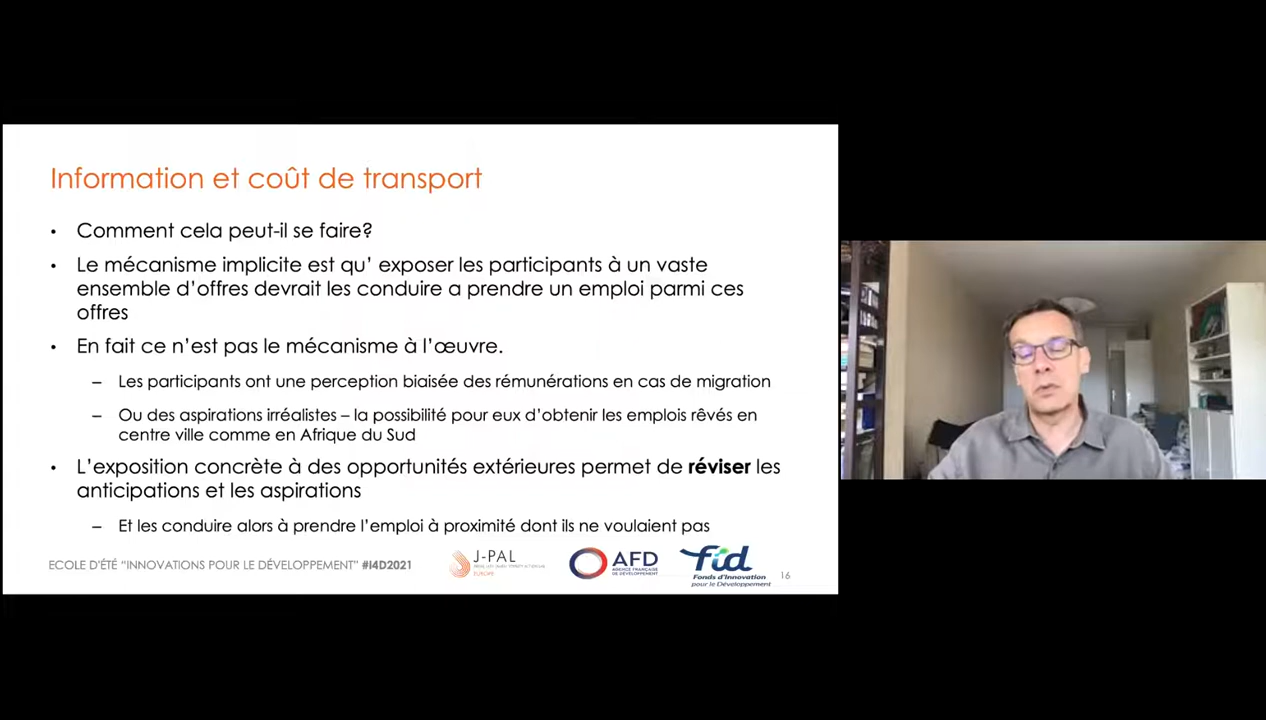 Information et coût de transport
• Comment cela peut-il se faire?
• Le mécanisme implicite est qu’ exposer les participants à un vaste
ensemble d’offres devrait les conduire a prendre un emploi parmi ces
offres
• En fait ce n’est pas le mécanisme à l’œuvre.
– Les participants ont une perception biaisée des rémunérations en cas de migration
– Ou des aspirations irréalistes – la possibilité pour eux d’obtenir les emplois rêvés en
centre ville comme en Afrique du Sud
• L’exposition concrète à des opportunités extérieures permet de réviser les
anticipations et les aspirations
– Et les conduire alors à prendre l’emploi à proximité dont ils ne voulaient pas
ECOLE D'ÉTÉ “INNOVATIONS POUR LE DÉVELOPPEMENT” #I4D2021
J-PAL
EUROPE
AFD
AGENCE FRANÇAISE
DE DÉVELOPPEMENT
fid
Fonds d'Innovation
pour le Développement
16